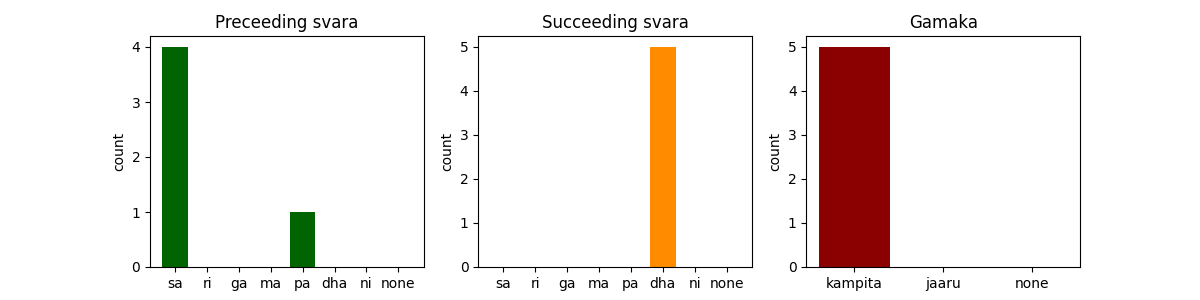 Preceeding svara
count
4
3
2
1
0
sa ri ga ma pa dha ni none
Succeeding svara
count
5
4
3
2
1
0
sa ri ga ma pa dha ni none
Gamaka
count
5
4
3
2
1
0
kampita jaaru none